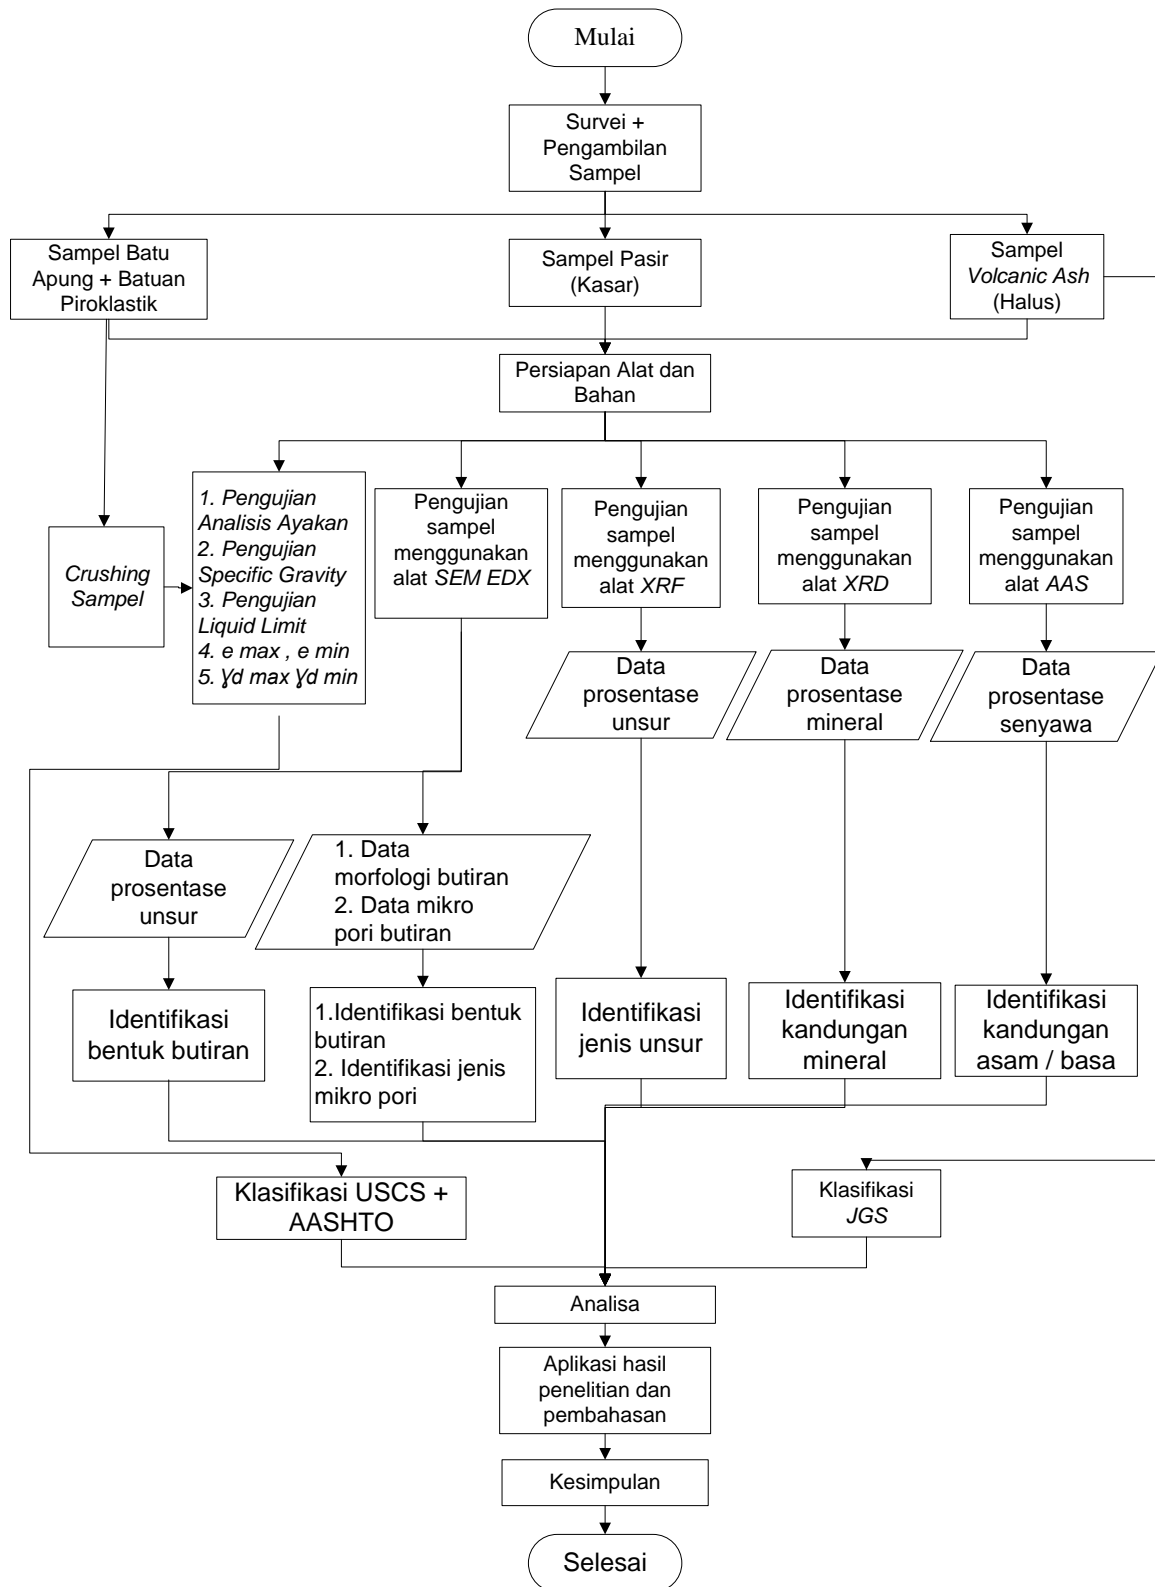 Mulai
Survei +
Pengambilan
Sampel
Sampel Batu
Apung + Batuan
Piroklastik
Sampel Pasir
(Kasar)
Sampel
Volcanic Ash
(Halus)
Persiapan Alat dan
Bahan
Crushing
Sampel
1. Pengujian
Analisis Ayakan
2. Pengujian
Specific Gravity
3. Pengujian
Liquid Limit
4. e max , e min
5. Ɣd max Ɣd min
Pengujian
sampel
menggunakan
alat SEM EDX
Pengujian
sampel
menggunakan
alat XRF
Pengujian
sampel
menggunakan
alat XRD
Pengujian
sampel
menggunakan
alat AAS
Data
prosentase
unsur
Data
prosentase
mineral
Data
prosentase
senyawa
Data
prosentase
unsur
1. Data
morfologi butiran
2. Data mikro
pori butiran
Identifikasi
bentuk butiran
1.Identifikasi bentuk
butiran
2. Identifikasi jenis
mikro pori
Identifikasi
jenis unsur
Identifikasi
kandungan
mineral
Identifikasi
kandungan
asam / basa
Klasifikasi USCS +
AASHTO
Klasifikasi
JGS
Analisa
Aplikasi hasil
penelitian dan
pembahasan
Kesimpulan
Selesai